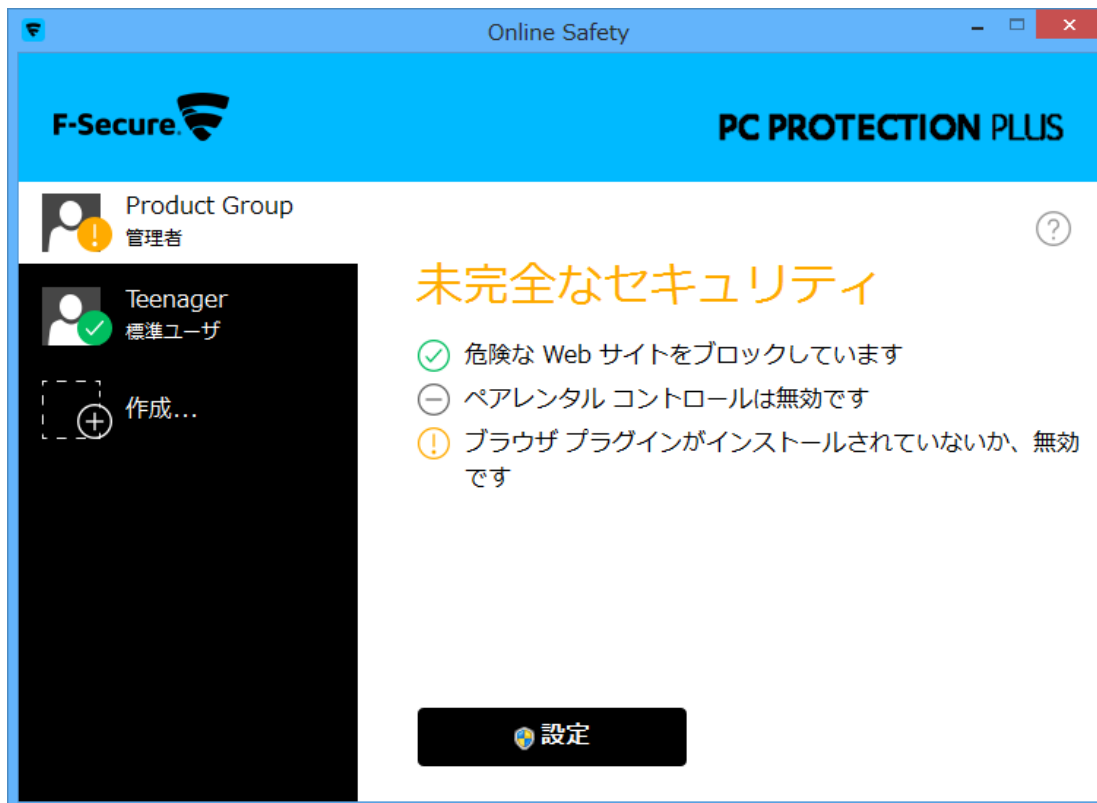 Online Safety
F-Secure.
PC PROTECTION PLUS
Product Group
管理者
Teenager
標準ユーザ
作成...
未完全なセキュリティ
危険な Web サイトをブロックしています
ペアレンタル コントロールは無効です
ブラウザ プラグインがインストールされていないか、無効
です
設定